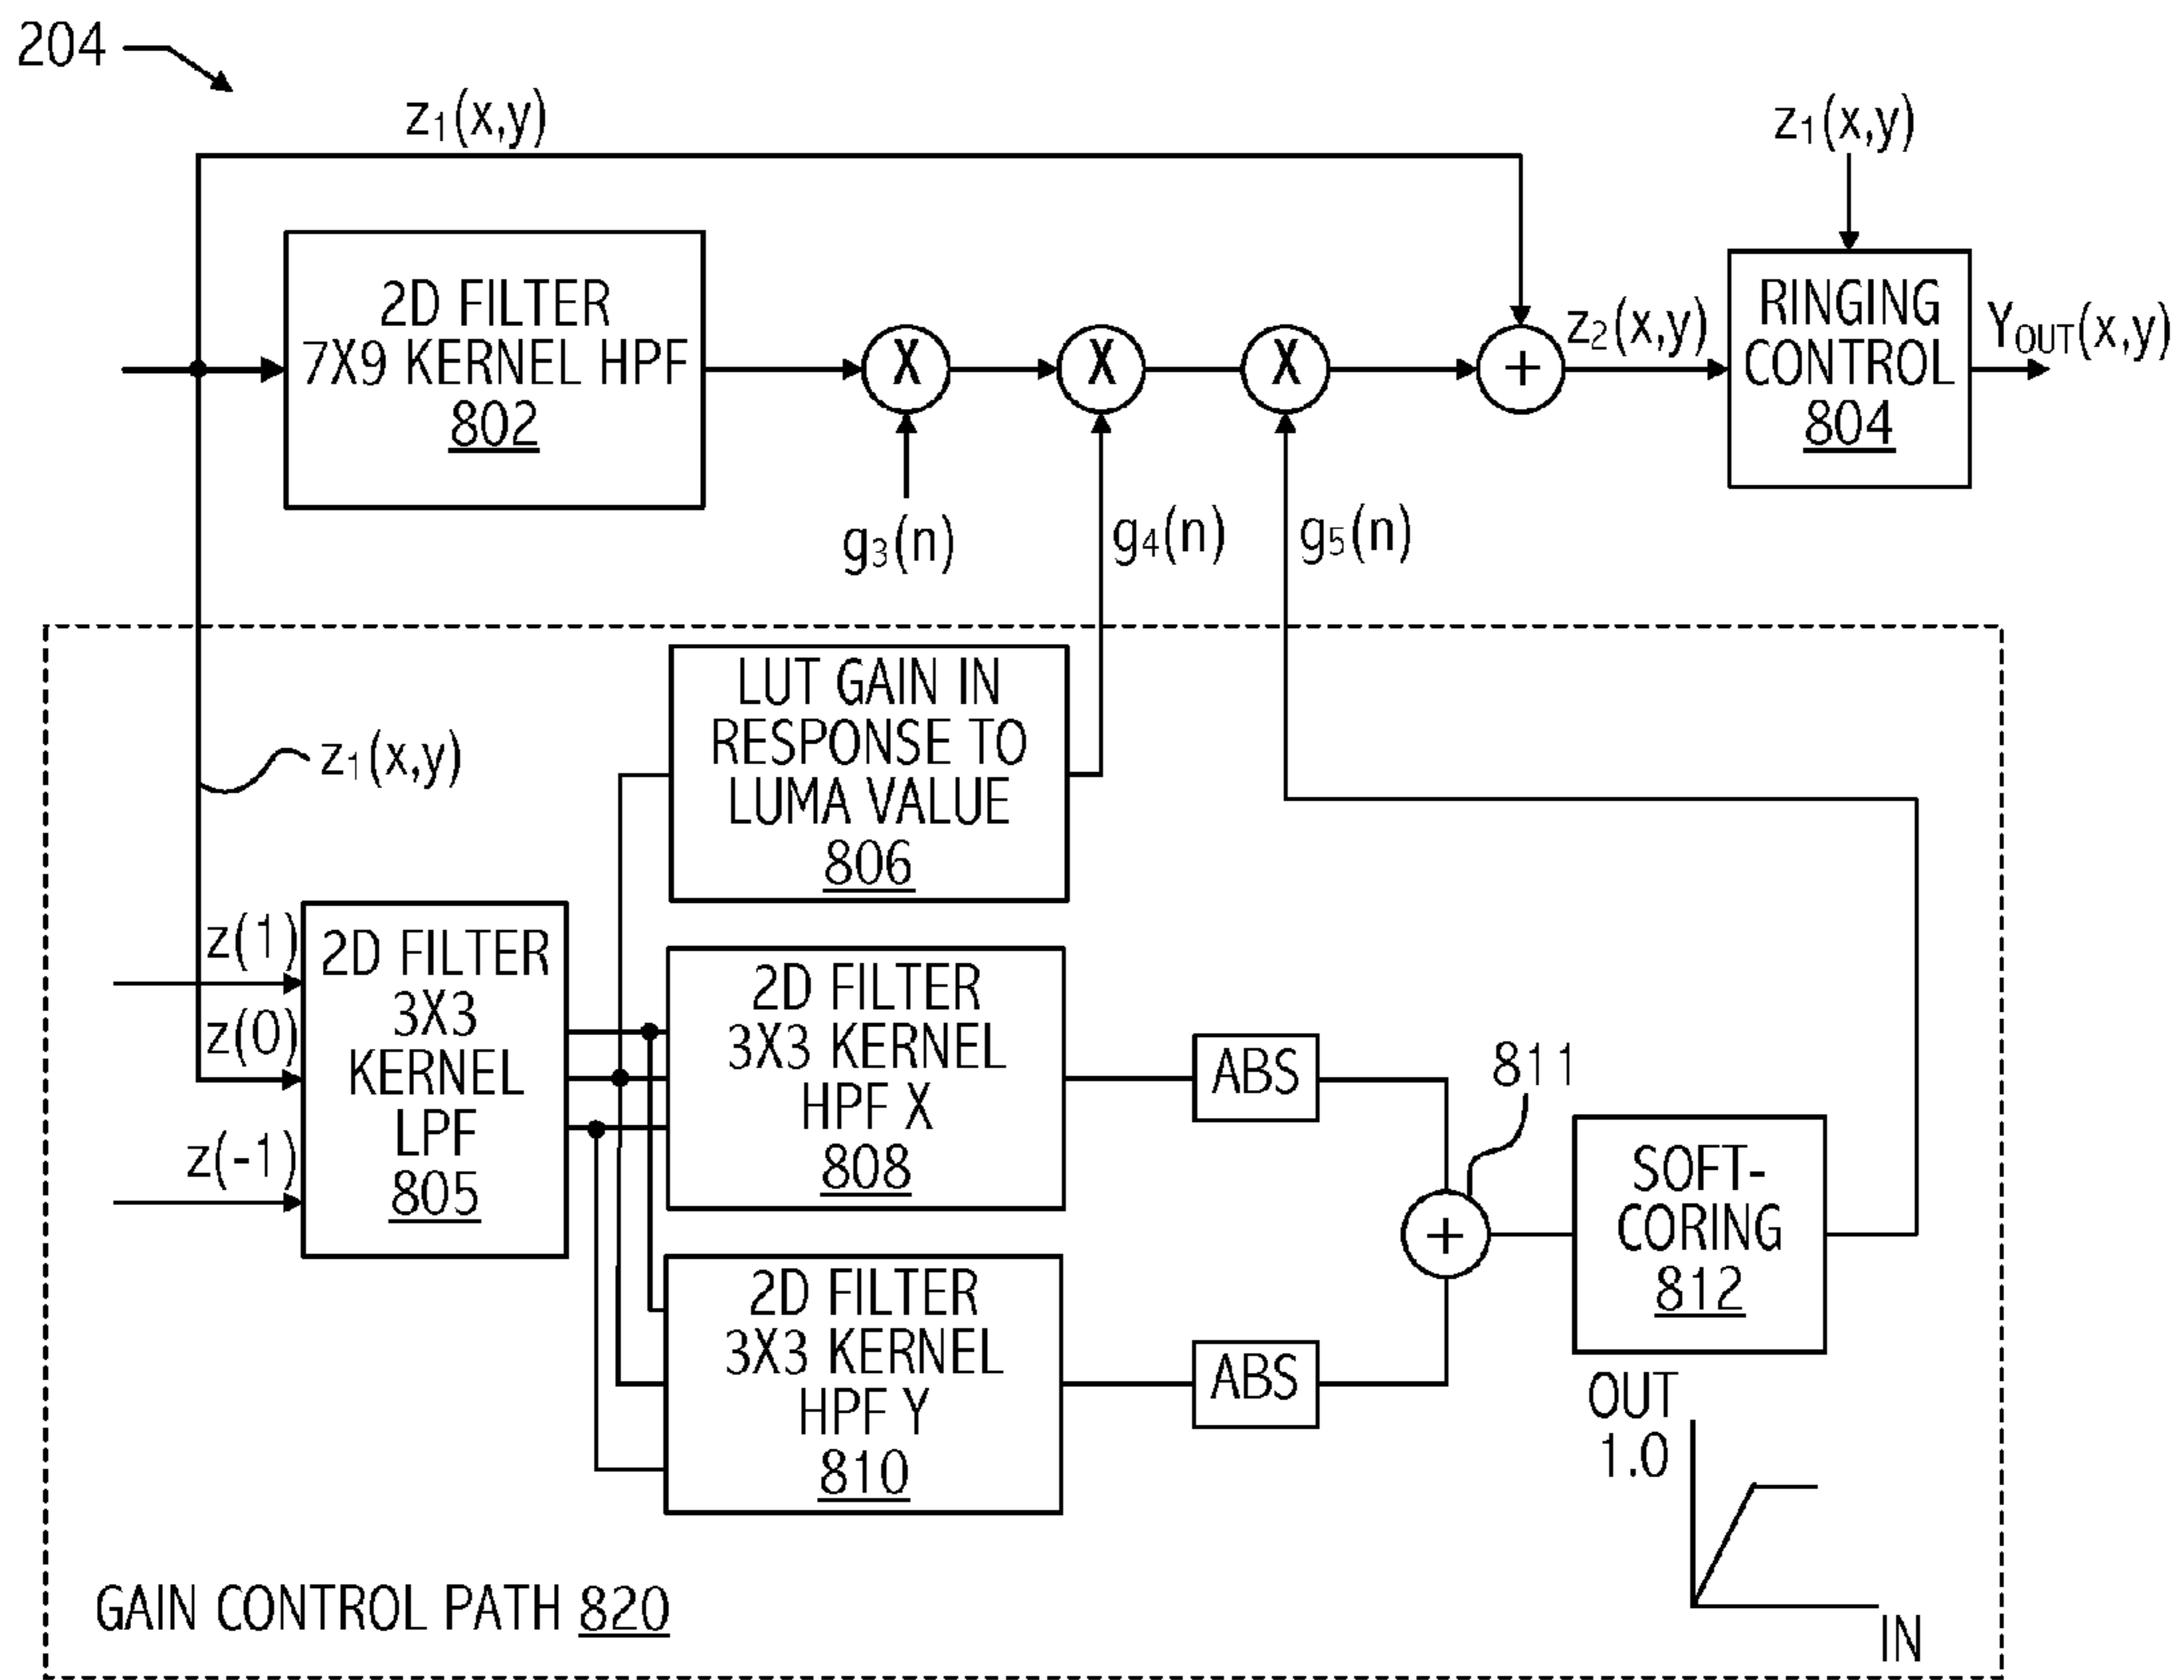 204
z₁(x,y)
z₁(x,y)
2D FILTER
7X9 KERNEL HPF
802
X
X
X
+
z₂(x,y)
RINGING
CONTROL
804
Y_OUT(x,y)
g₃(n)
g₄(n)
g₅(n)
LUT GAIN IN
RESPONSE TO
LUMA VALUE
806
z₁(x,y)
z(1)
z(0)
z(-1)
2D FILTER
3X3
KERNEL
LPF
805
2D FILTER
3X3 KERNEL
HPF X
808
ABS
811
+
SOFT-
CORING
812
2D FILTER
3X3 KERNEL
HPF Y
810
ABS
OUT
1.0
IN
GAIN CONTROL PATH 820